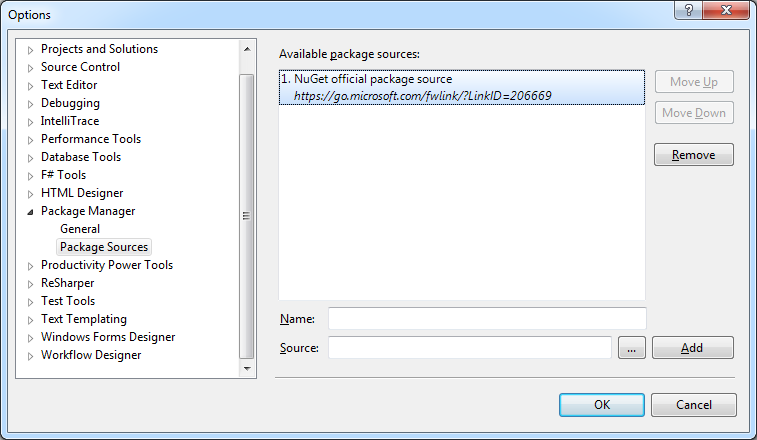 Options
Projects and Solutions
Source Control
Text Editor
Debugging
IntelliTrace
Performance Tools
Database Tools
F# Tools
HTML Designer
Package Manager
General
Package Sources
Productivity Power Tools
ReSharper
Test Tools
Text Templating
Windows Forms Designer
Workflow Designer
Available package sources:
1. NuGet official package source
https://go.microsoft.com/fwlink/?LinkID=206669
Move Up
Move Down
Remove
Name:
Source:
...
Add
OK
Cancel